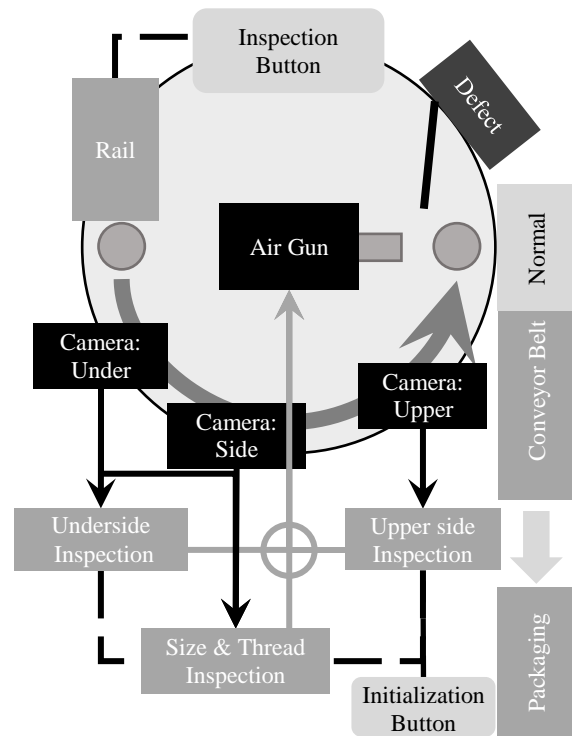 Inspection
Button
Defect
Rail
Air Gun
Normal
Conveyor Belt
Camera:
Under
Camera:
Upper
Camera:
Side
Underside
Inspection
Upper side
Inspection
Size & Thread
Inspection
Packaging
Initialization
Button